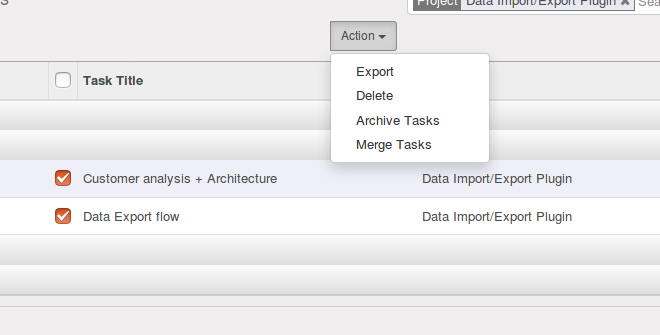 Project Data Import/Export Plugin ✖ Sea
Action
Task Title
Export
Delete
Archive Tasks
Merge Tasks
Customer analysis + Architecture Data Import/Export Plugin
Data Export flow Data Import/Export Plugin